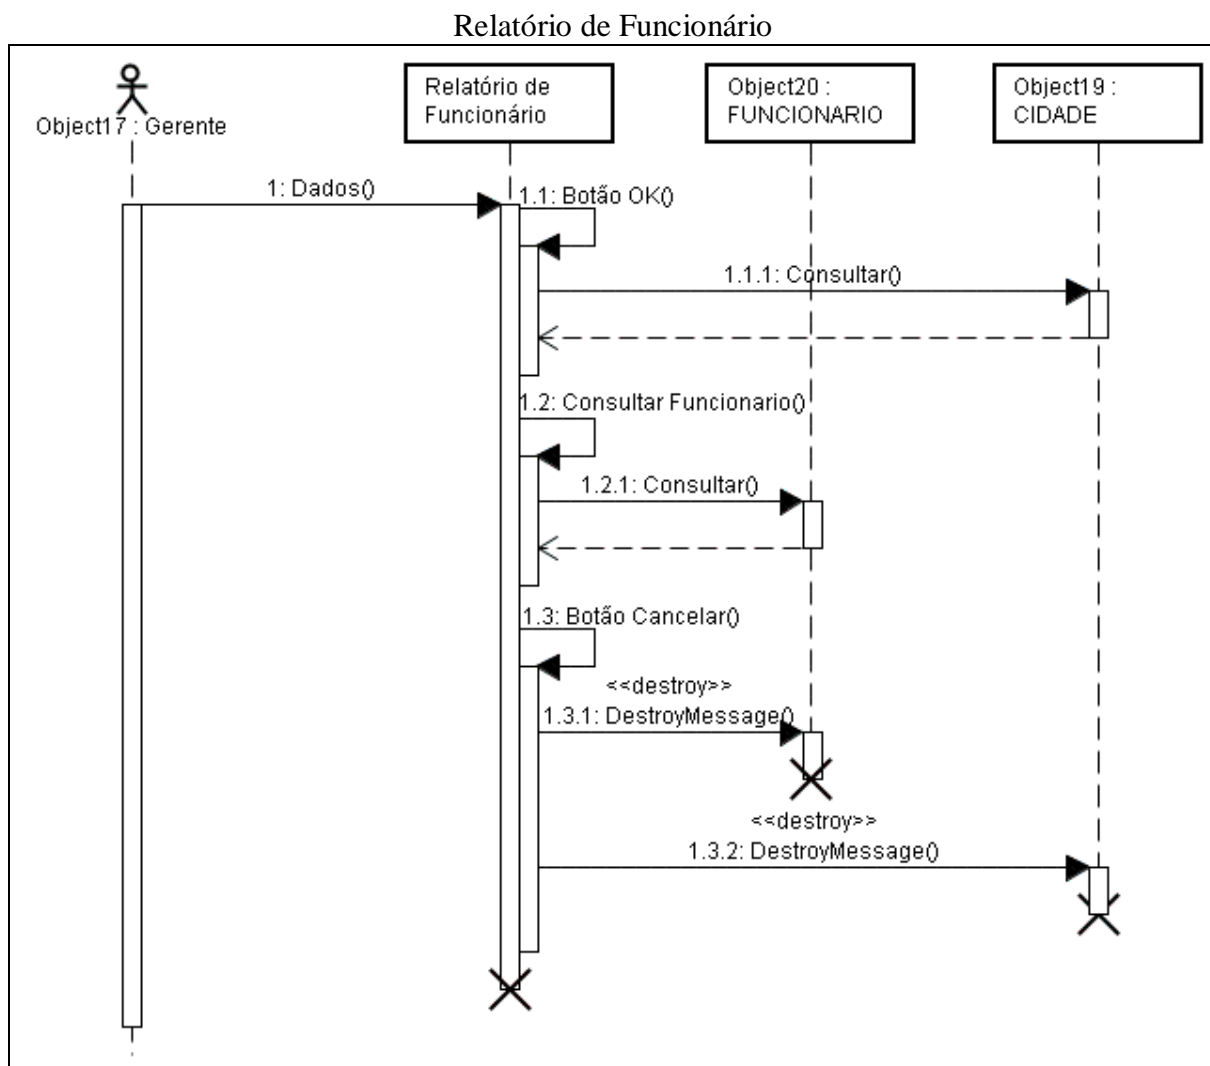 Relatório de Funcionário
Object17 : Gerente
Relatório de
Funcionário
Object20 :
FUNCIONARIO
Object19 :
CIDADE
1: Dados()
1.1: Botão OK()
1.1.1: Consultar()
1.2: Consultar Funcionario()
1.2.1: Consultar()
1.3: Botão Cancelar()
<<destroy>>
1.3.1: DestroyMessage()
<<destroy>>
1.3.2: DestroyMessage()